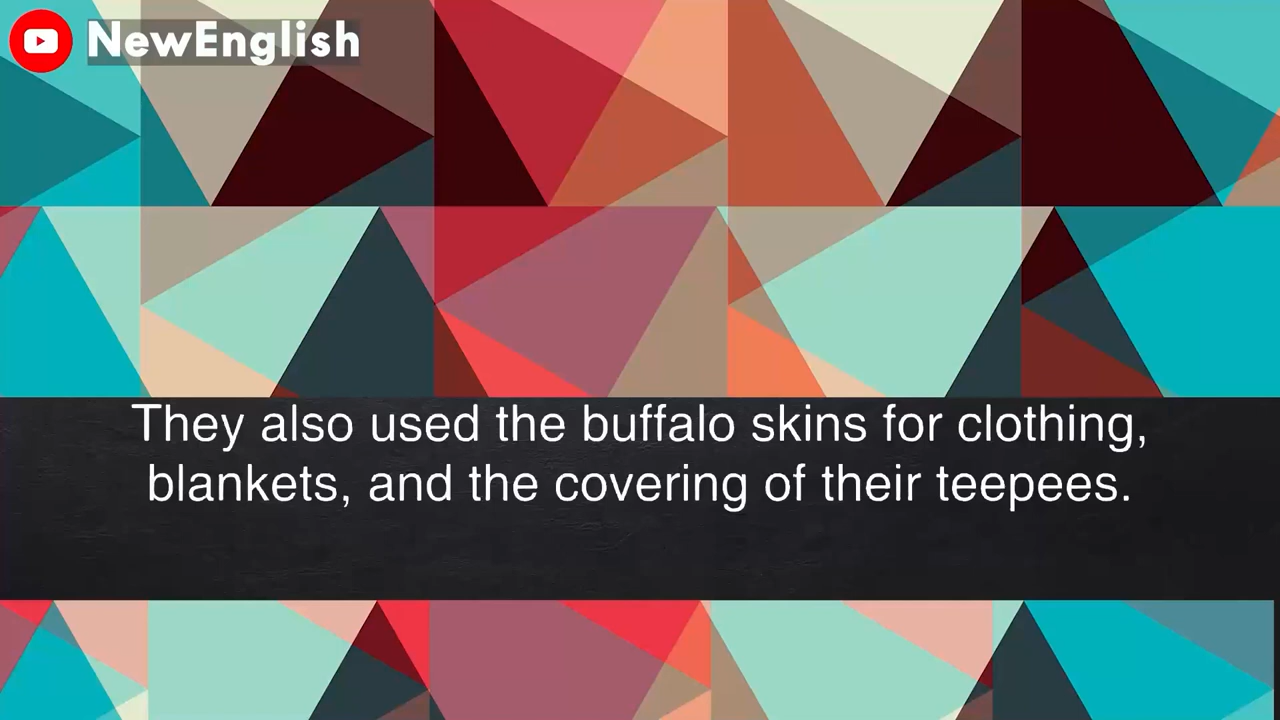 NewEnglish
They also used the buffalo skins for clothing,
blankets, and the covering of their teepees.